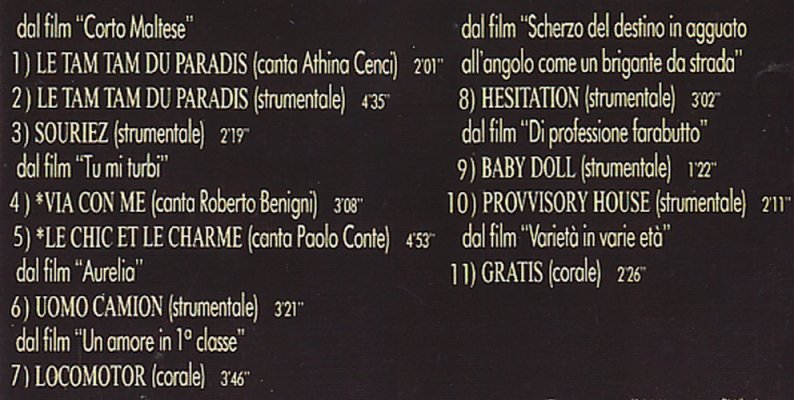 dal film "Corto Maltese"
1) LE TAM TAM DU PARADIS (canta Athina Cenci) 2'01"
2) LE TAM TAM DU PARADIS (strumentale) 4'35"
3) SOURIEZ (strumentale) 2'19"
dal film "Tu mi turbi"
4) *VIA CON ME (canta Roberto Benigni) 3'08"
5) *LE CHIC ET LE CHARME (canta Paolo Conte) 4'53"
dal film "Aurelia"
6) UOMO CAMION (strumentale) 3'21"
dal film "Un amore in 1ª classe"
7) LOCOMOTOR (corale) 3'46"
dal film "Scherzo del destino in agguato
all'angolo come un brigante da strada"
8) HESITATION (strumentale) 3'02"
dal film "Di professione farabutto"
9) BABY DOLL (strumentale) 1'22"
10) PROVVISORY HOUSE (strumentale) 2'11"
dal film "Varietà in varie età"
11) GRATIS (corale) 2'26"